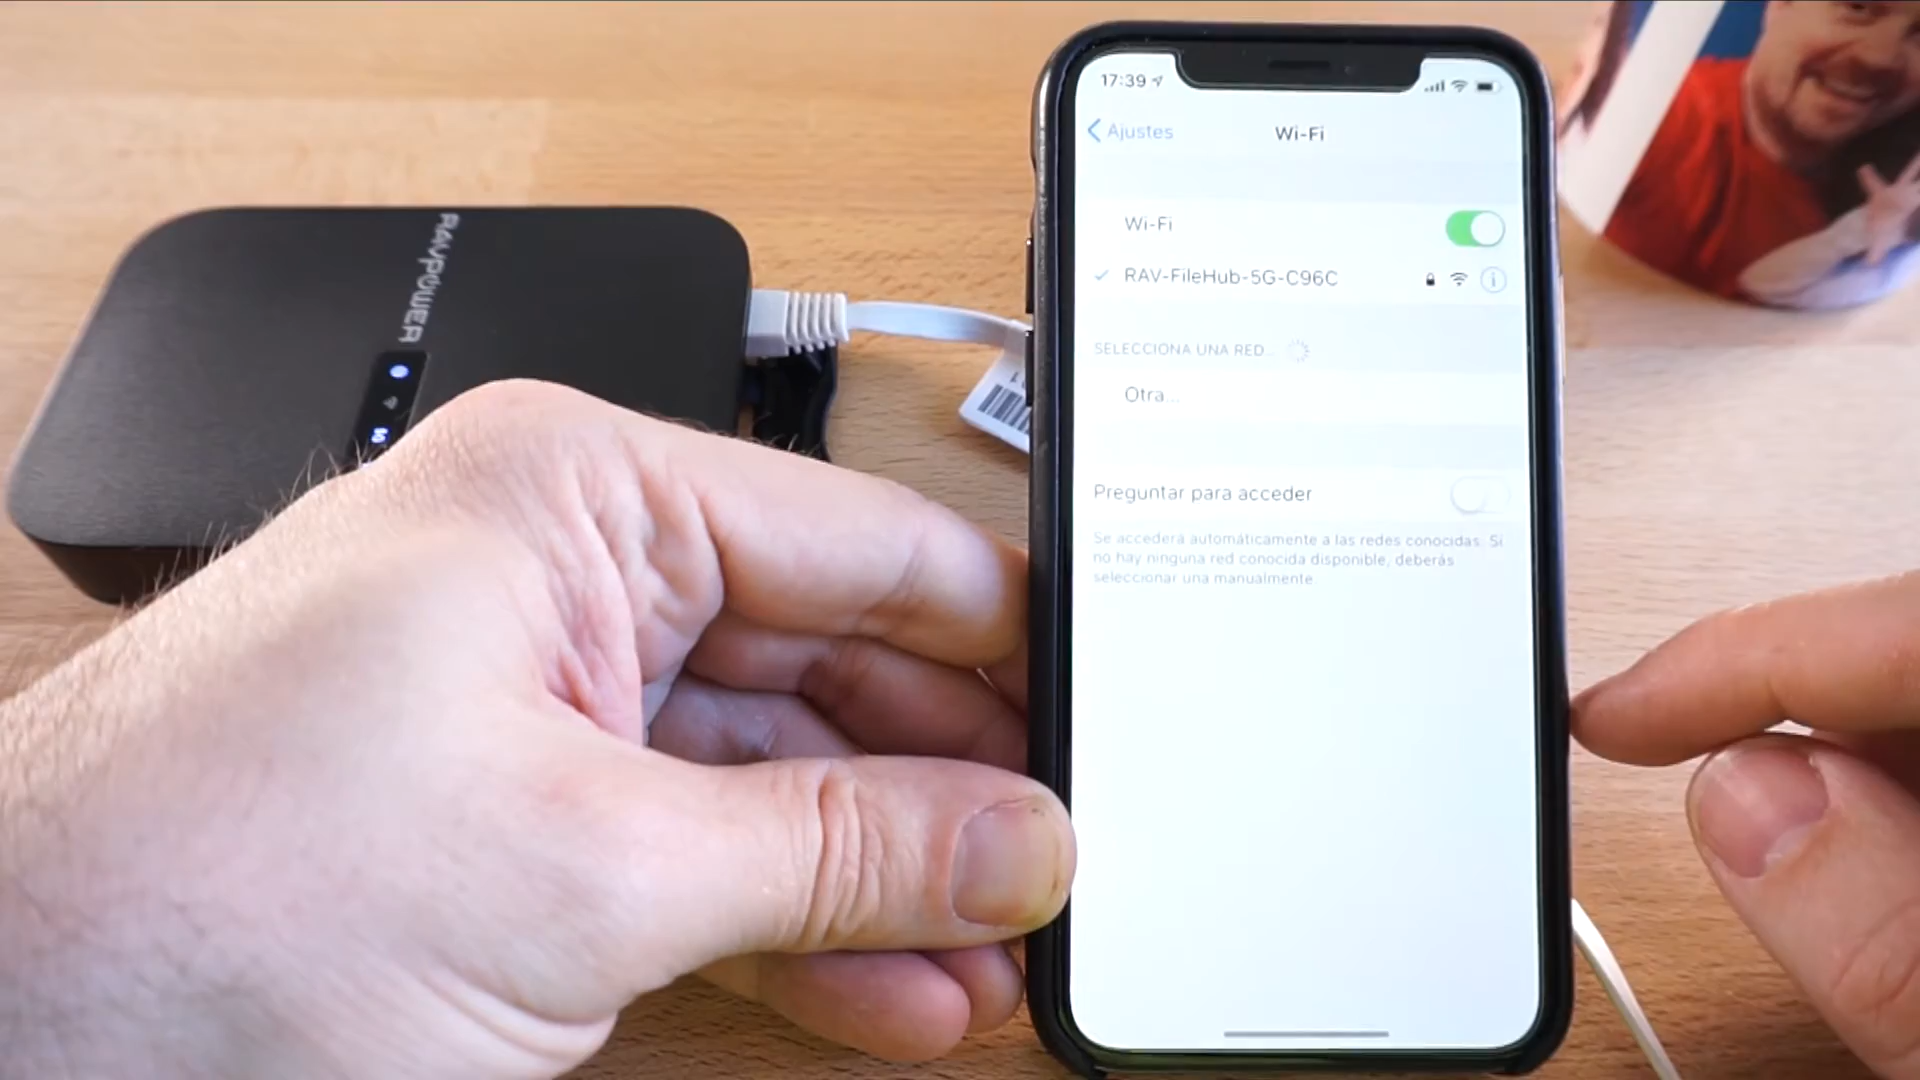 RAVPOWER
17:39
Ajustes
Wi-Fi
Wi-Fi
RAV-FileHub-5G-C96C
SELECCIONA UNA RED...
Otra...
Preguntar para acceder
Se accederá automáticamente a las redes conocidas. Si
no hay ninguna red conocida disponible, deberás
seleccionar una manualmente.